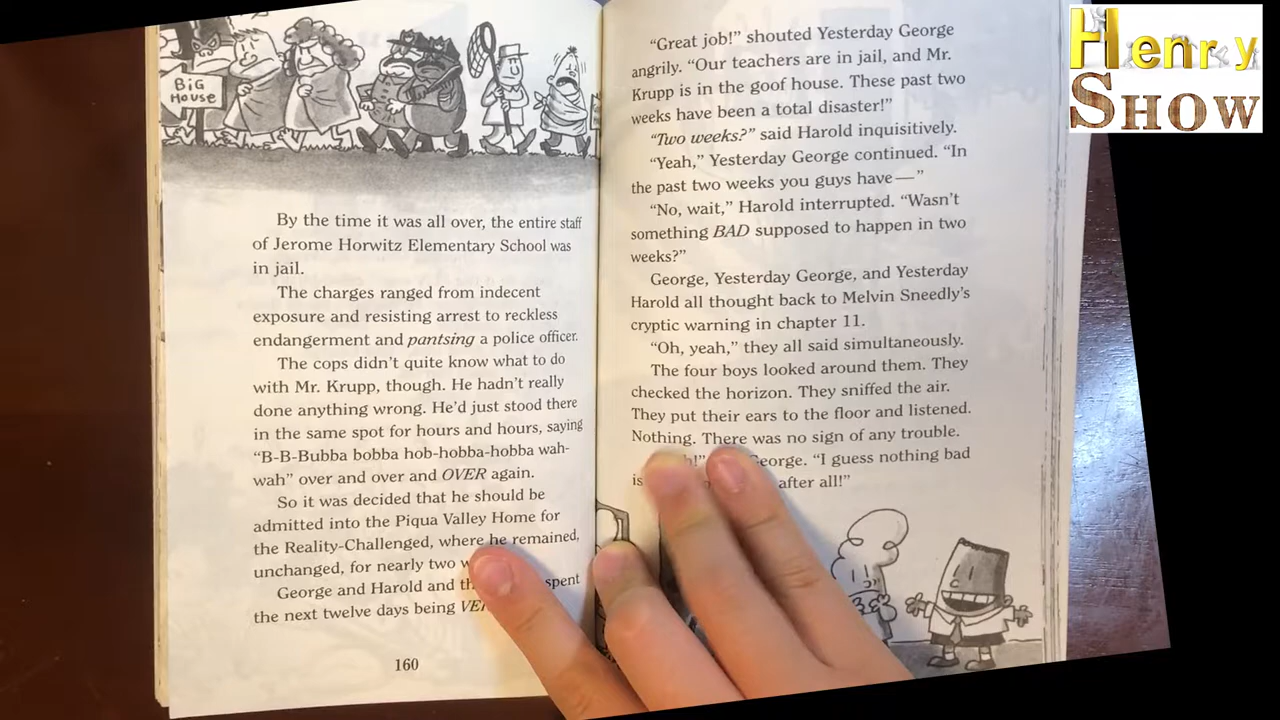 Henry
SHOW
BiG
House
By the time it was all over, the entire staff
of Jerome Horwitz Elementary School was
in jail.
The charges ranged from indecent
exposure and resisting arrest to reckless
endangerment and pantsing a police officer.
The cops didn't quite know what to do
with Mr. Krupp, though. He hadn't really
done anything wrong. He'd just stood there
in the same spot for hours and hours, saying
"B-B-Bubba bobba hob-hobba-hobba wah-
wah" over and over and OVER again.
So it was decided that he should be
admitted into the Piqua Valley Home for
the Reality-Challenged, where he remained,
unchanged, for nearly two
George and Harold and spent
the next twelve days being
160
"Great job!" shouted Yesterday George
angrily. "Our teachers are in jail, and Mr.
Krupp is in the goof house. These past two
weeks have been a total disaster!"
"Two weeks?" said Harold inquisitively.
"Yeah," Yesterday George continued. "In
the past two weeks you guys have—"
"No, wait," Harold interrupted. "Wasn't
something BAD supposed to happen in two
weeks?"
George, Yesterday George, and Yesterday
Harold all thought back to Melvin Sneedly's
cryptic warning in chapter 11.
"Oh, yeah," they all said simultaneously.
The four boys looked around them. They
checked the horizon. They sniffed the air.
They put their ears to the floor and listened.
Nothing. There was no sign of any trouble.
George. "I guess nothing bad
is after all!"